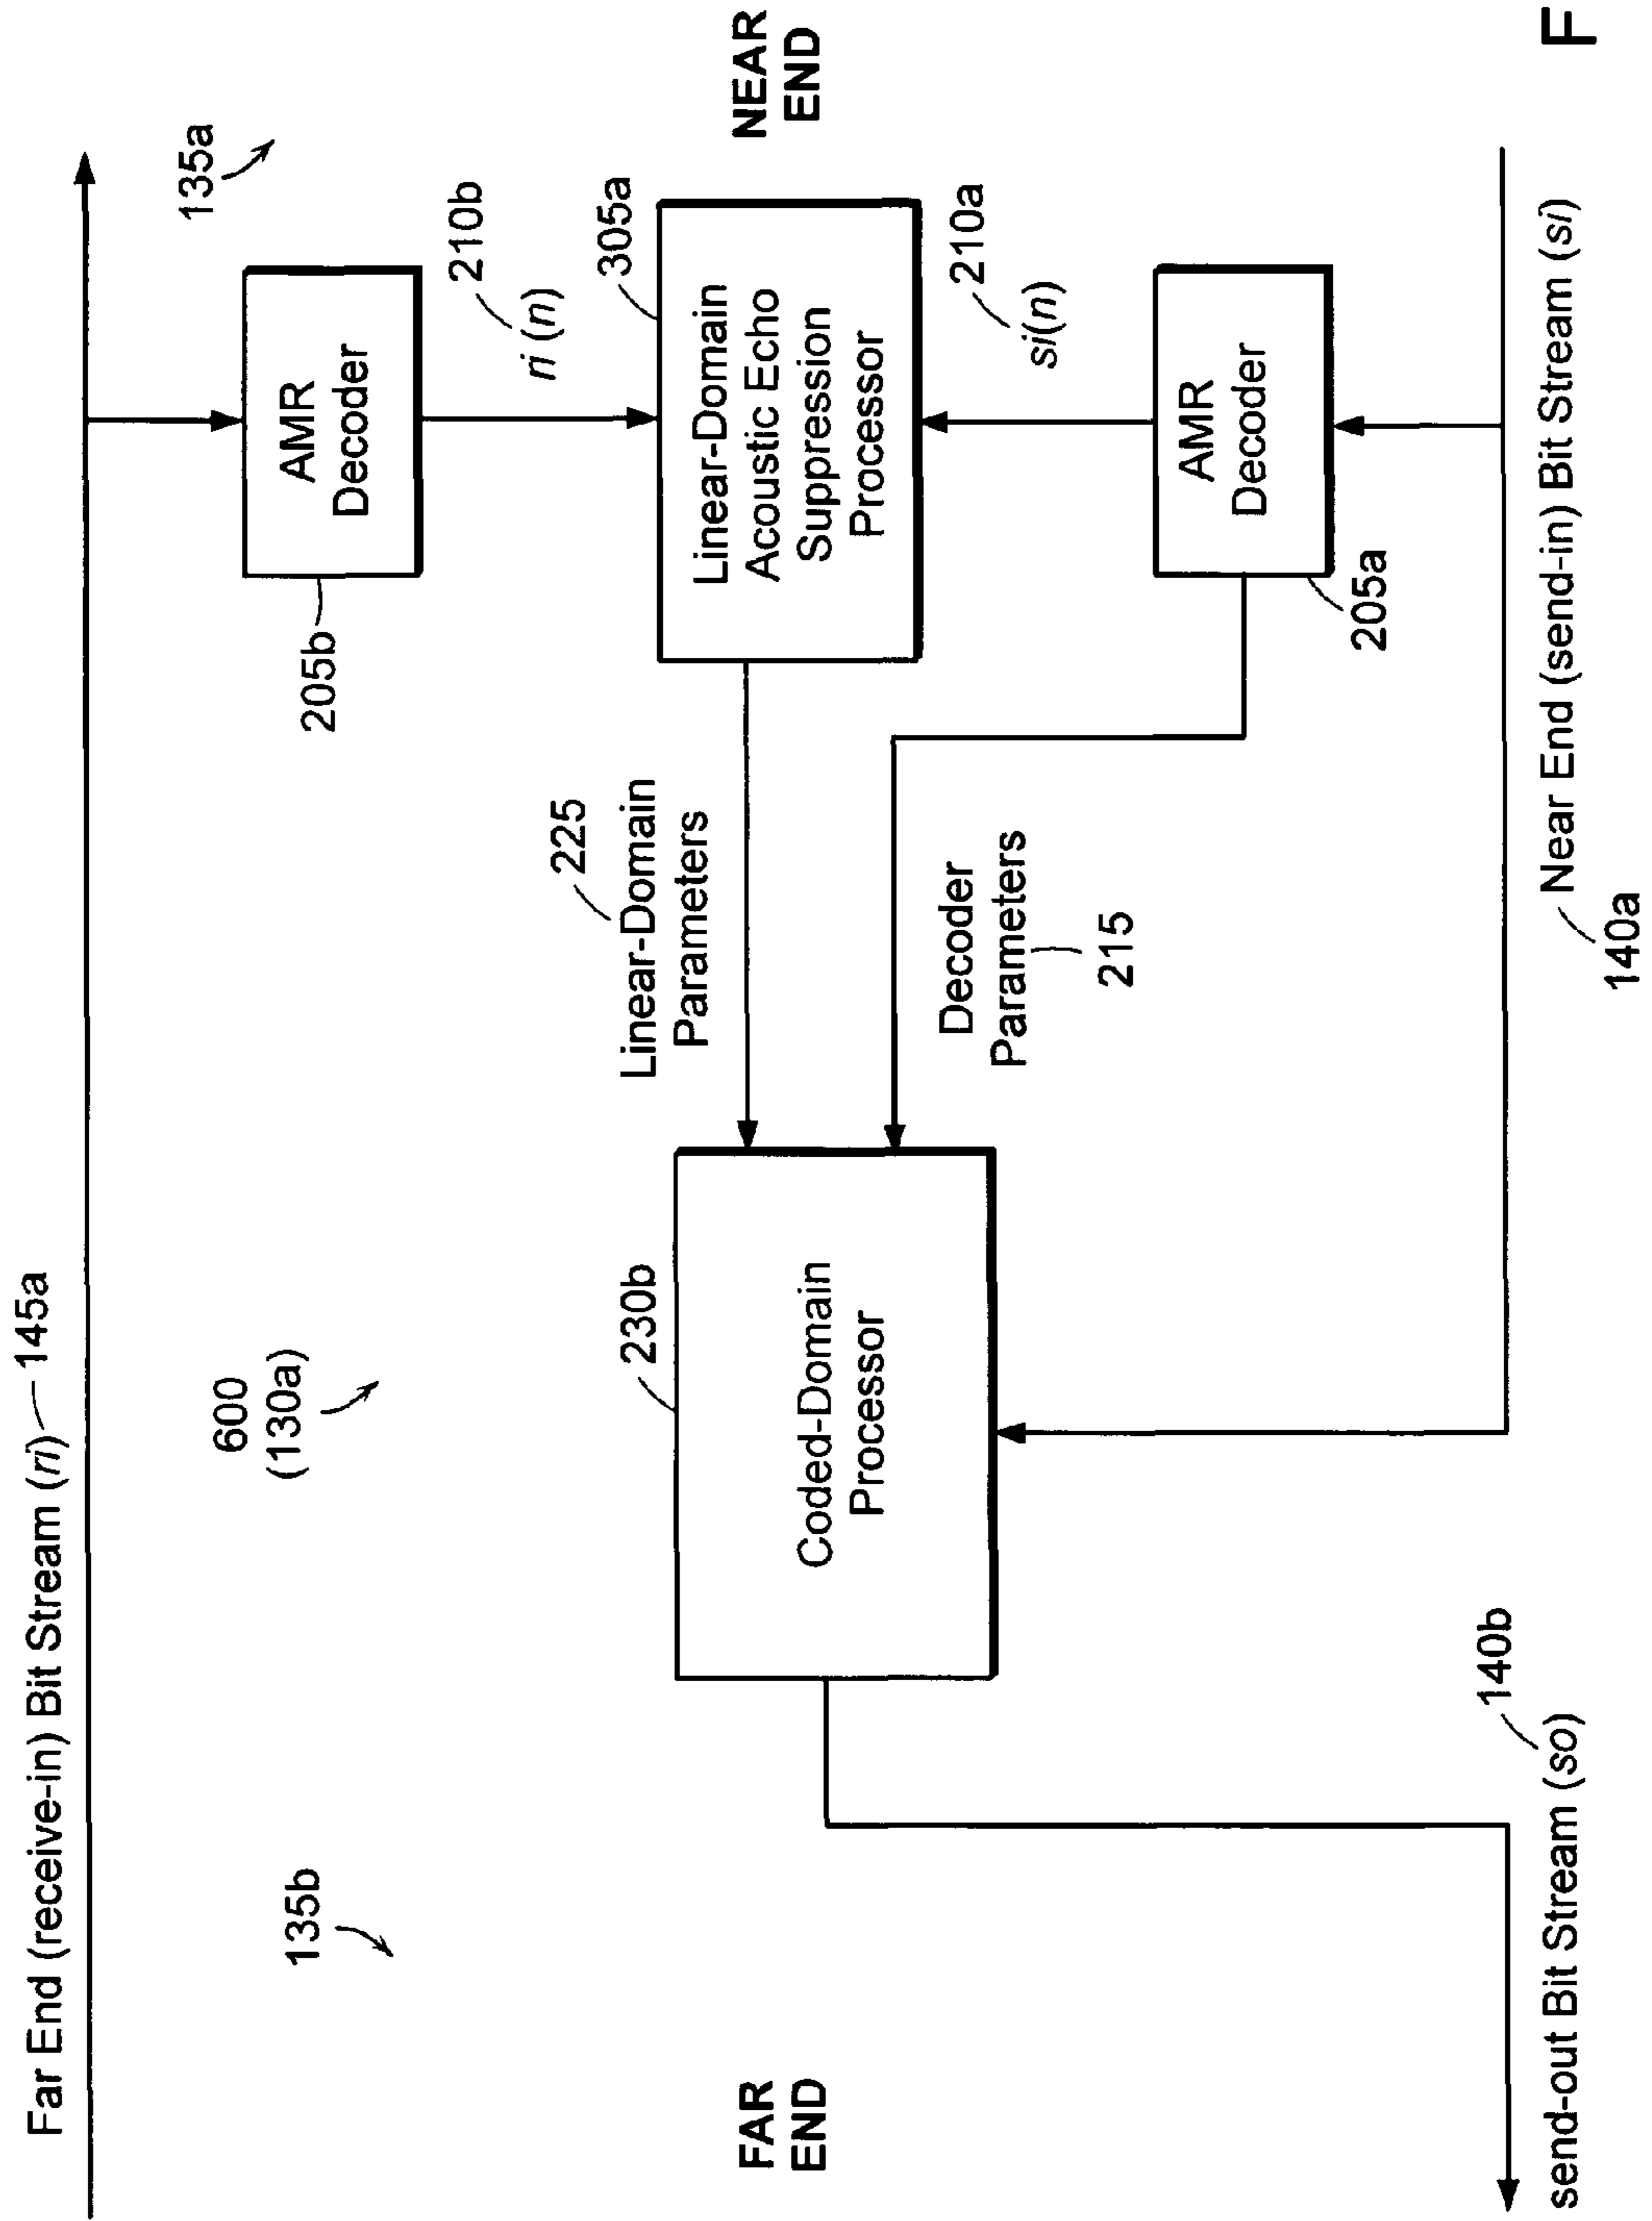 Far End (receive-in) Bit Stream (ri)
145a
600
(130a)
135a
135b
AMR
Decoder
205b
210b
ri (n)
305a
Linear-Domain
Acoustic Echo
Suppression
Processor
NEAR
END
FAR
END
225
Linear-Domain
Parameters
230b
Coded-Domain
Processor
Decoder
Parameters
215
210a
si(n)
AMR
Decoder
205a
140b
send-out Bit Stream (so)
Near End (send-in) Bit Stream (si)
140a
F